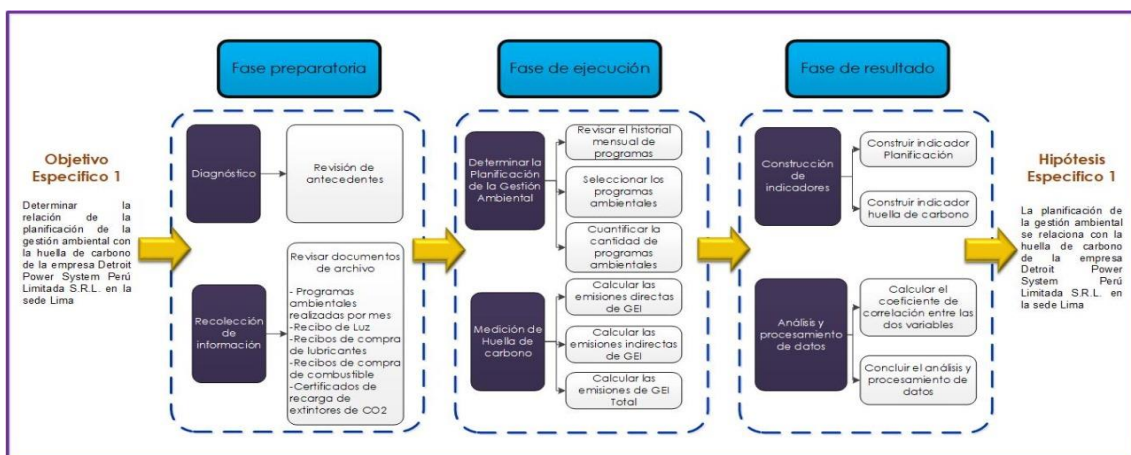 Objetivo
Específico 1
Determinar la
relación de la
planificación de la
gestión ambiental con
la huella de carbono
de la empresa Detroit
Power System Perú
Limitada S.R.L. en la
sede Lima
Fase preparatoria
Diagnóstico
Revisión de
antecedentes
Recolección
de
información
Revisar documentos
de archivo
- Programas
ambientales
realizadas por mes
-Recibo de Luz
-Recibos de compra
de lubricantes
-Recibos de compra
de combustible
-Certificados de
recarga de
extintores de CO2
Fase de ejecución
Determinar la
Planificación
de la Gestión
Ambiental
Revisar el historial
mensual de
programas
Seleccionar los
programas
ambientales
Cuantificar la
cantidad de
programas
ambientales
Medición de
Huella de
carbono
Calcular las
emisiones directas
de GEI
Calcular las
emisiones indirectas
de GEI
Calcular las
emisiones de GEI
Total
Fase de resultado
Construcción
de
indicadores
Construir indicador
Planificación
Construir indicador
huella de carbono
Análisis y
procesamiento
de datos
Calcular el
coeficiente de
correlación entre las
dos variables
Concluir el análisis y
procesamiento de
datos
Hipótesis
Específico 1
La planificación de
la gestión ambiental
se relaciona con la
huella de carbono
de la empresa
Detroit Power
System Perú
Limitada S.R.L. en
la sede Lima